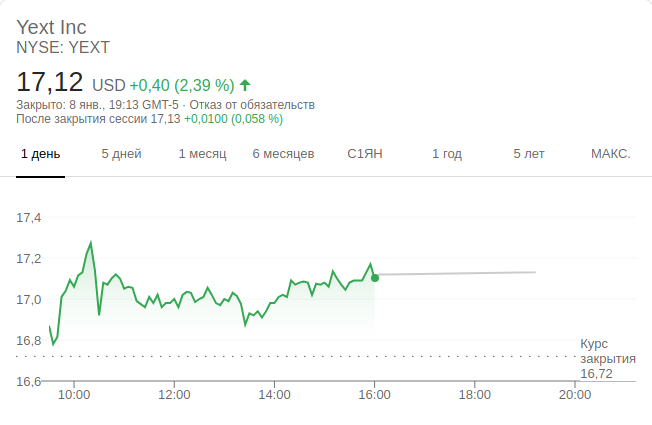 Yext Inc
NYSE: YEXT
17,12 USD +0,40 (2,39 %)
Закрыто: 8 янв., 19:13 GMT-5 · Отказ от обязательств
После закрытия сессии 17,13 +0,0100 (0,058 %)
1 день 5 дней 1 месяц 6 месяцев С1ЯН 1 год 5 лет МАКС.
17,4
17,2
17,0
16,8
Курс
закрытия
16,72
16,6
10:00 12:00 14:00 16:00 18:00 20:00